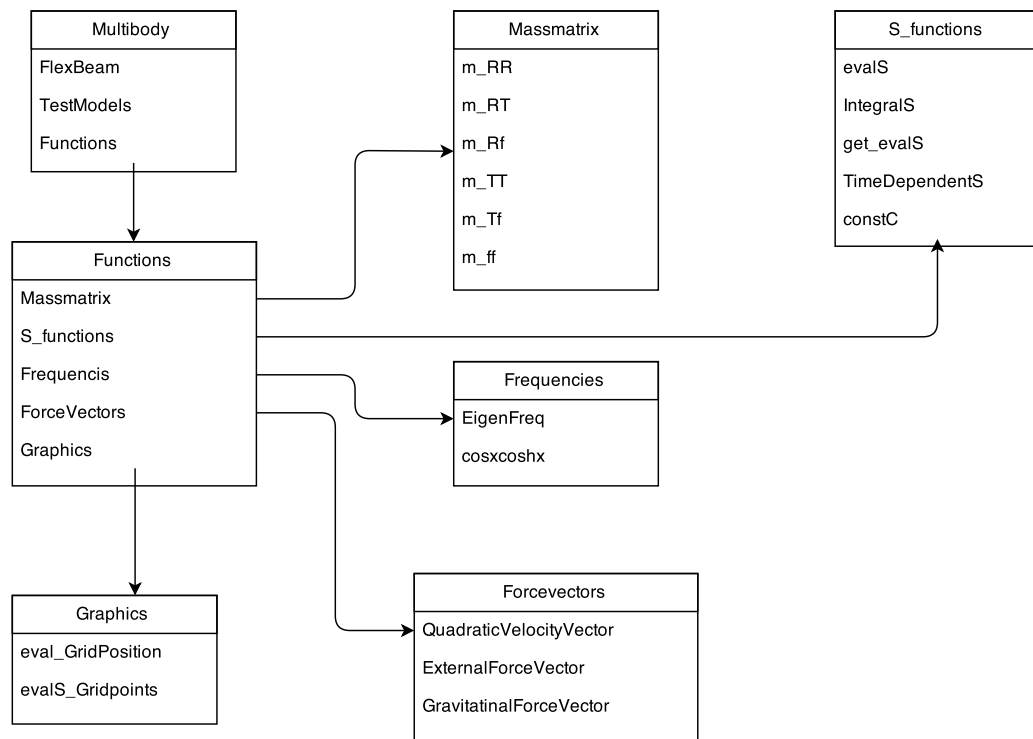 Multibody
FlexBeam
TestModels
Functions
Massmatrix
m_RR
m_RT
m_Rf
m_TT
m_Tf
m_ff
S_functions
evalS
IntegralS
get_evalS
TimeDependentS
constC
Functions
Massmatrix
S_functions
Frequencis
ForceVectors
Graphics
Frequencies
EigenFreq
cosxcoshx
Graphics
eval_GridPosition
evalS_Gridpoints
Forcevectors
QuadraticVelocityVector
ExternalForceVector
GravitatinalForceVector